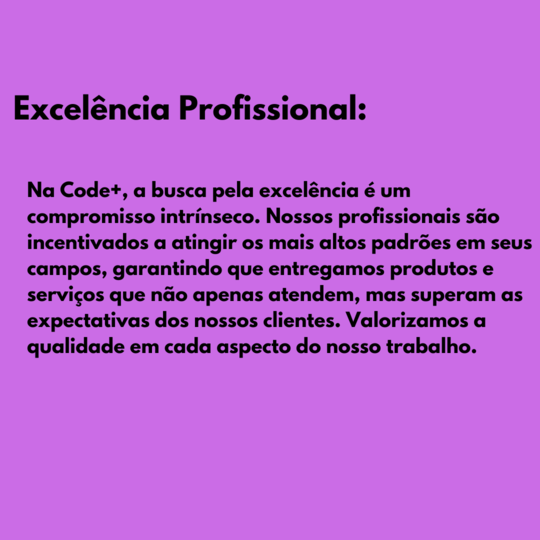 Excelência Profissional:
Na Code+, a busca pela excelência é um
compromisso intrínseco. Nossos profissionais são
incentivados a atingir os mais altos padrões em seus
campos, garantindo que entregamos produtos e
serviços que não apenas atendem, mas superam as
expectativas dos nossos clientes. Valorizamos a
qualidade em cada aspecto do nosso trabalho.